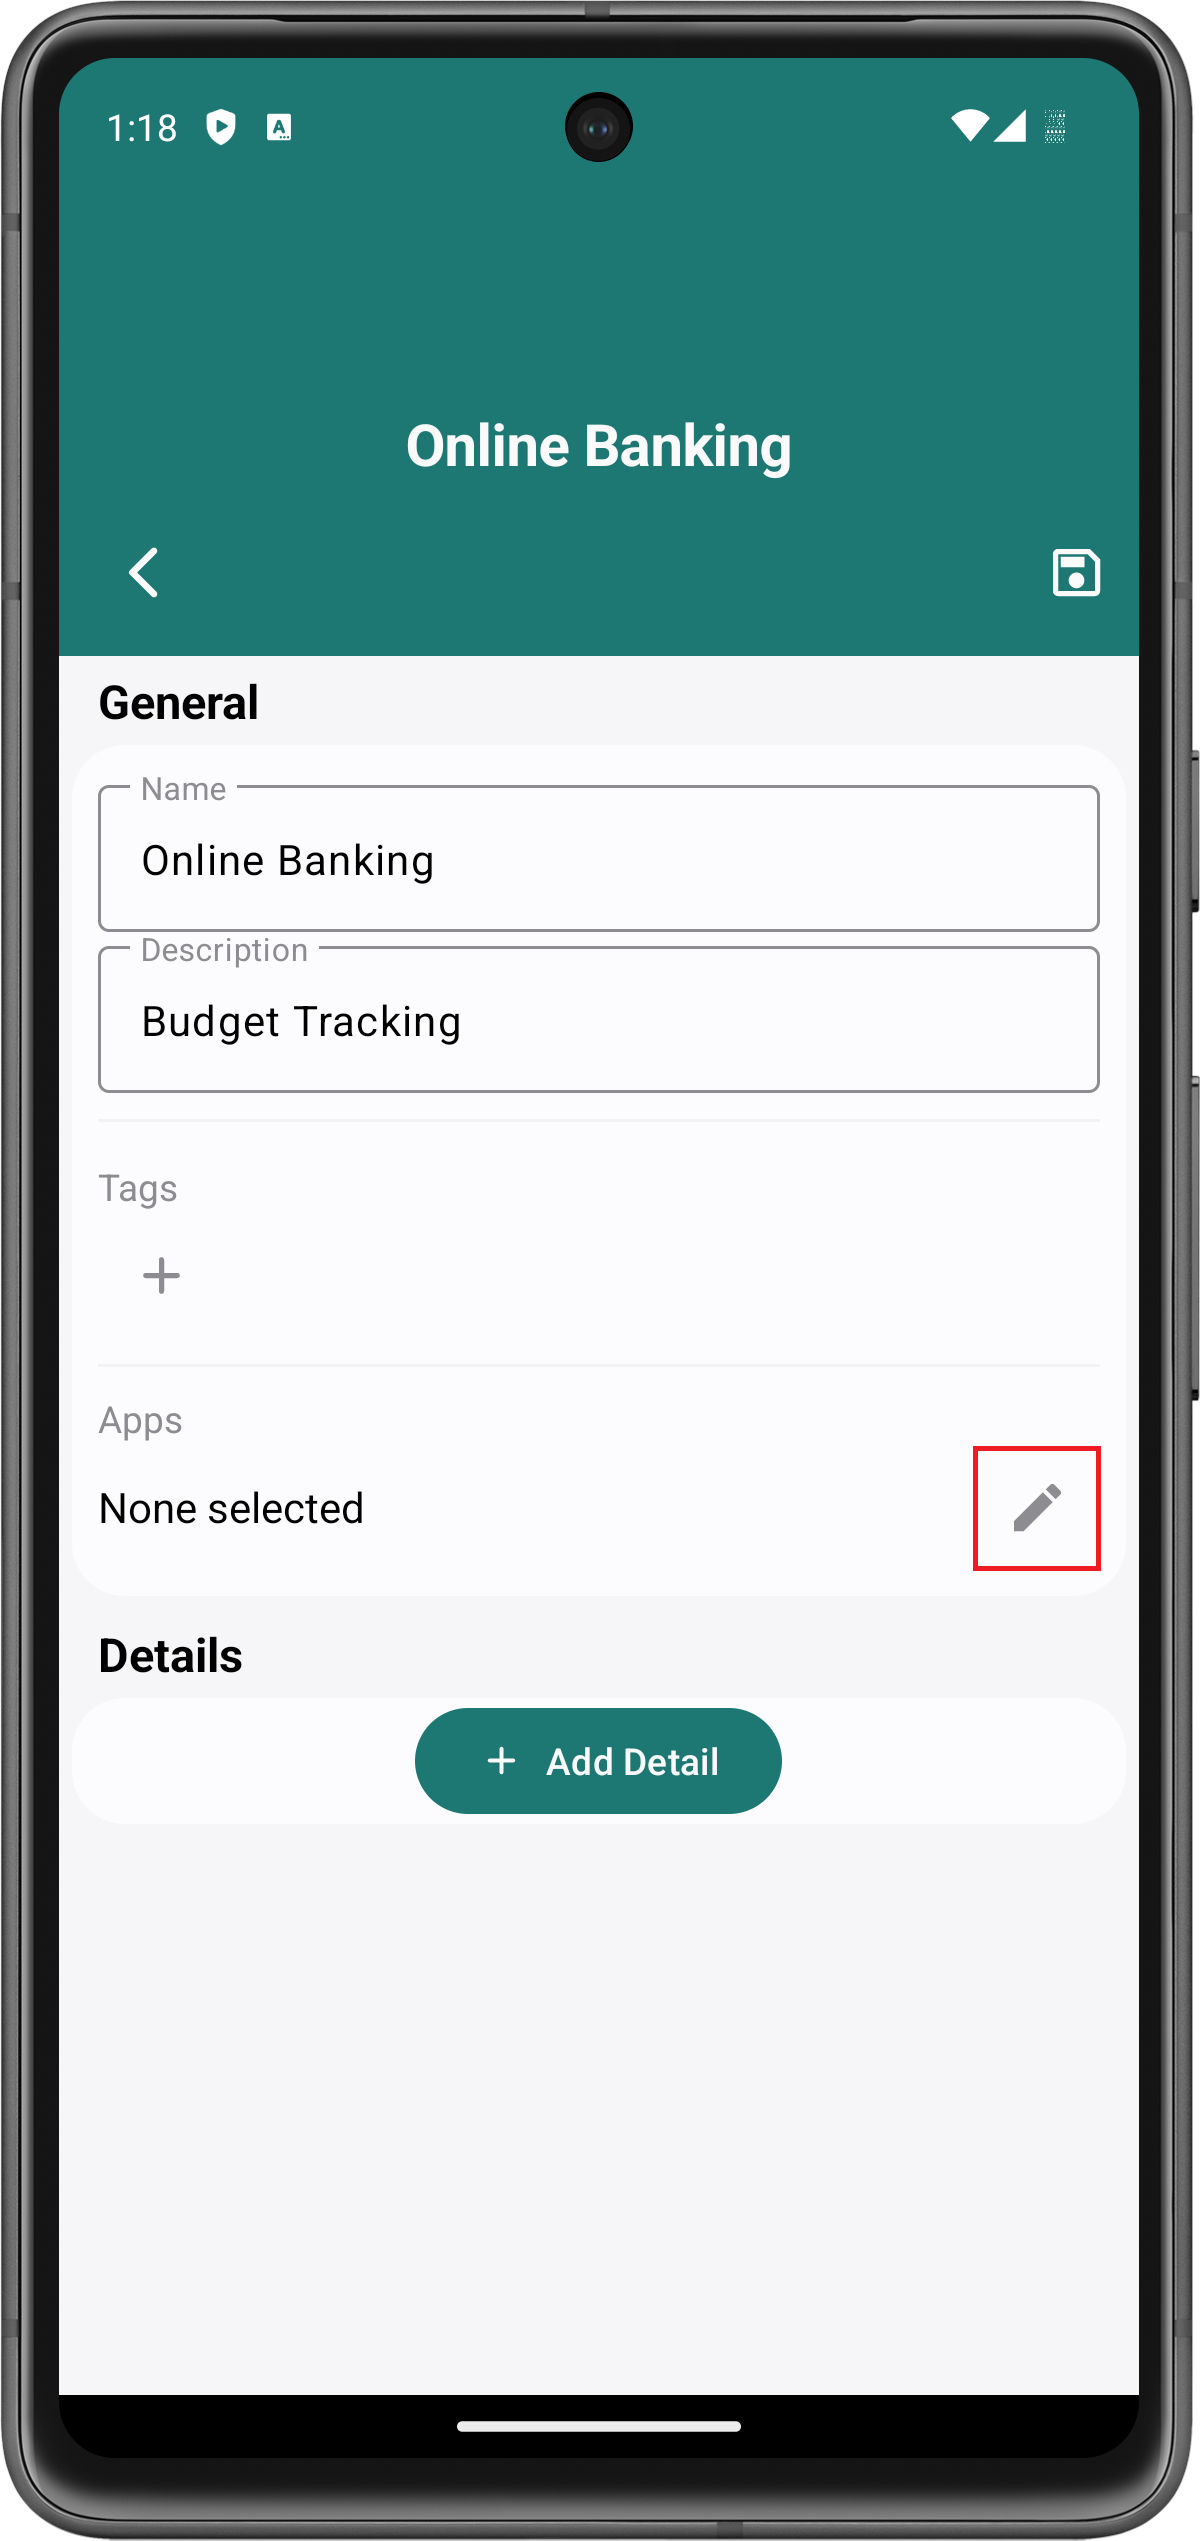 1:18
Online Banking
General
Name
Online Banking
Description
Budget Tracking
Tags
Apps
None selected
Details
+ Add Detail